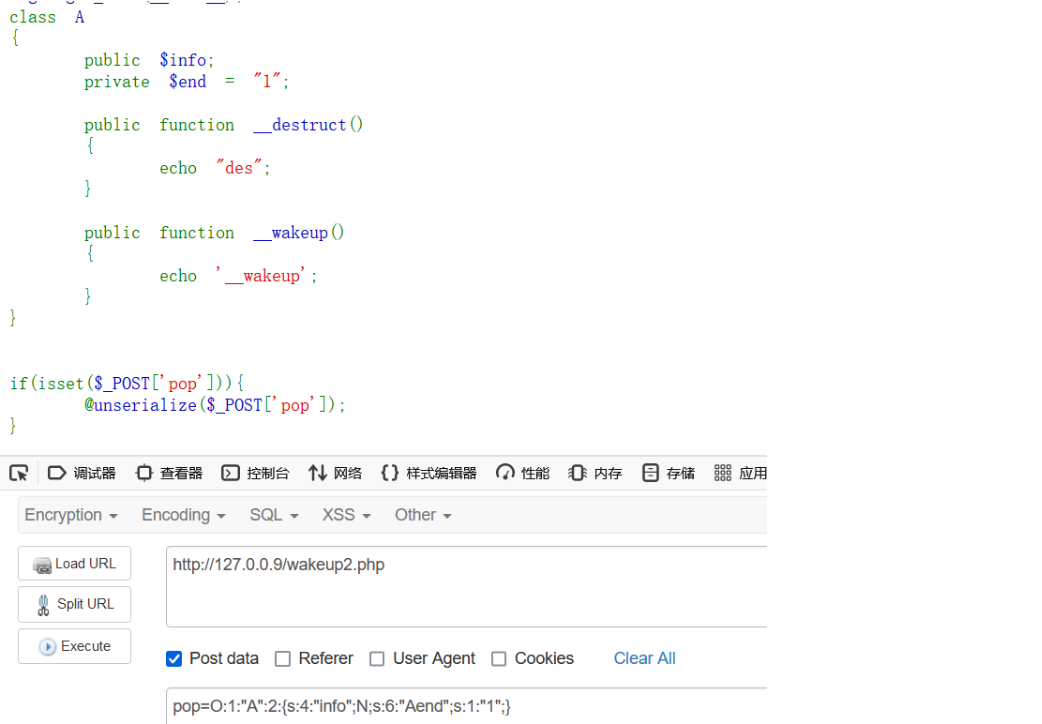 class A
{
public $info;
private $end = "1";
public function __destruct()
{
echo "des";
}
public function __wakeup()
{
echo '__wakeup';
}
}
if(isset($_POST['pop'])){
@unserialize($_POST['pop']);
}
调试器 查看器 控制台 网络 样式编辑器 性能 内存 存储 应用
Encryption Encoding SQL XSS Other
Load URL
http://127.0.0.9/wakeup2.php
Split URL
Execute
Post data Referer User Agent Cookies Clear All
pop=O:1:"A":2:{s:4:"info";N;s:6:"Aend";s:1:"1";}